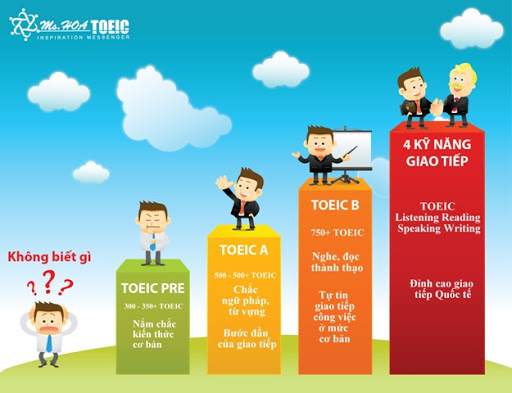 Ms.HOA TOEIC
INSPIRATION MESSENGER
Không biết gì
? ? ?
TOEIC PRE
300 - 350+ TOEIC
Nắm chắc
kiến thức
cơ bản
TOEIC A
500 - 500+ TOEIC
Chắc
ngữ pháp,
từ vựng
Bước đầu
của giao tiếp
TOEIC B
750+ TOEIC
Nghe, đọc
thành thạo
Tự tin
giao tiếp
công việc
ở mức
cơ bản
4 KỸ NĂNG
GIAO TIẾP
TOEIC
Listening Reading
Speaking Writing
Đỉnh cao giao
tiếp Quốc tế